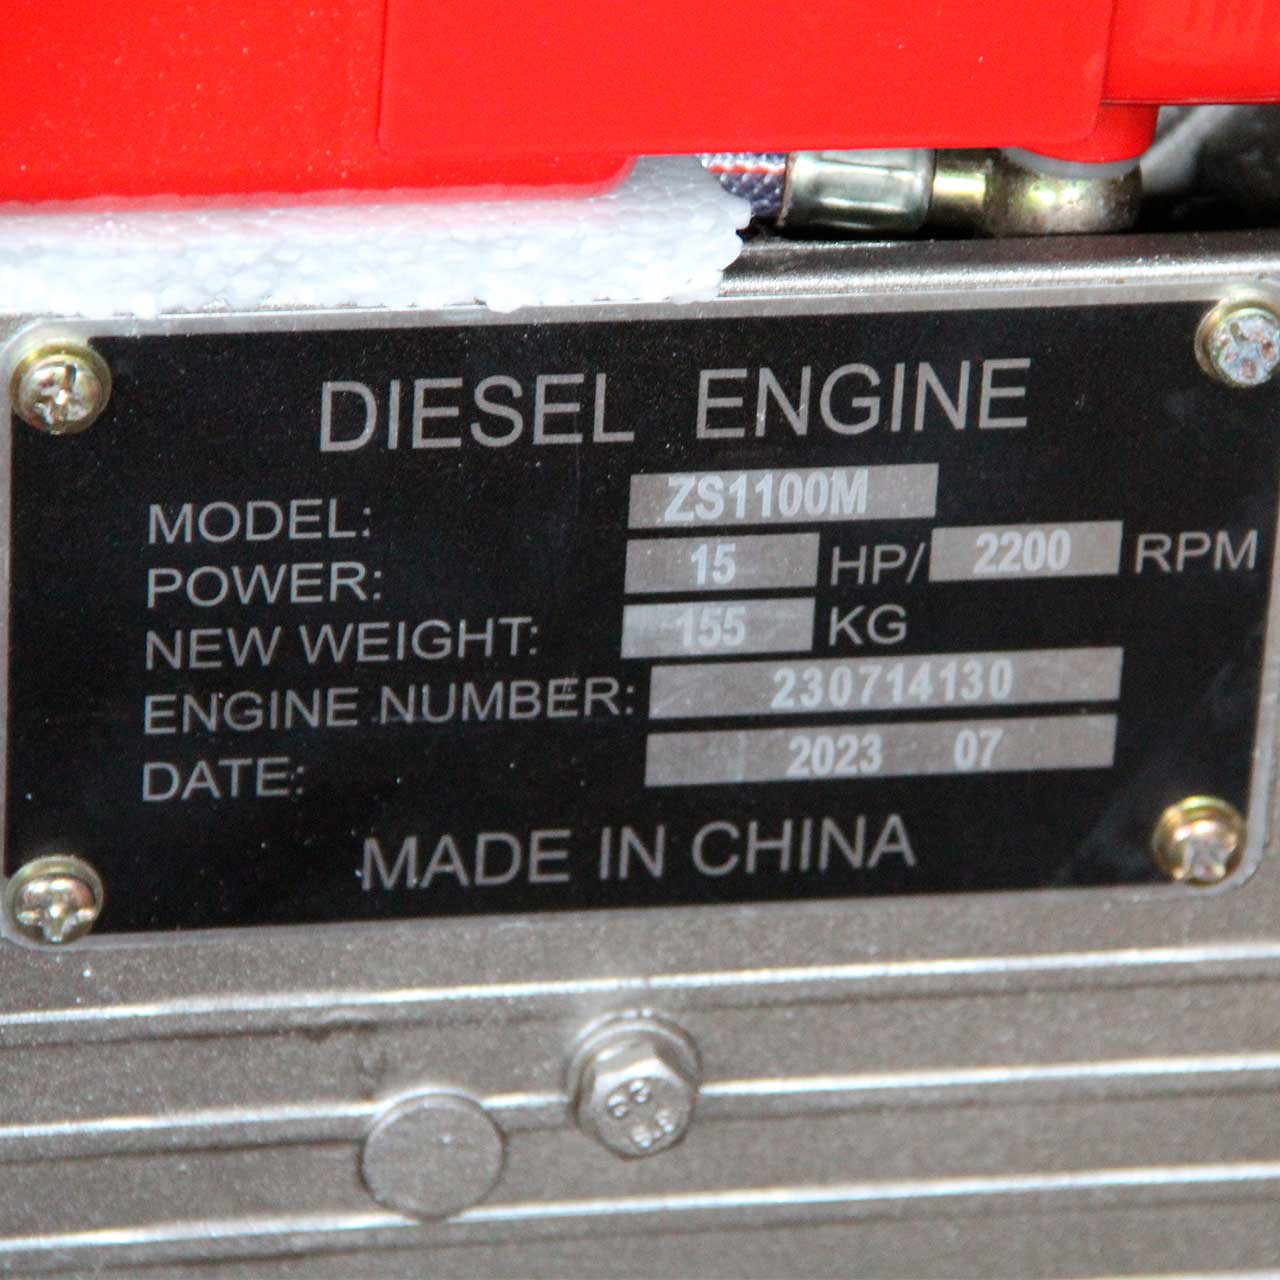 DIESEL ENGINE
MODEL: ZS1100M
POWER: 15 HP/ 2200 RPM
NEW WEIGHT: 155 KG
ENGINE NUMBER: 230714130
DATE: 2023 07
MADE IN CHINA